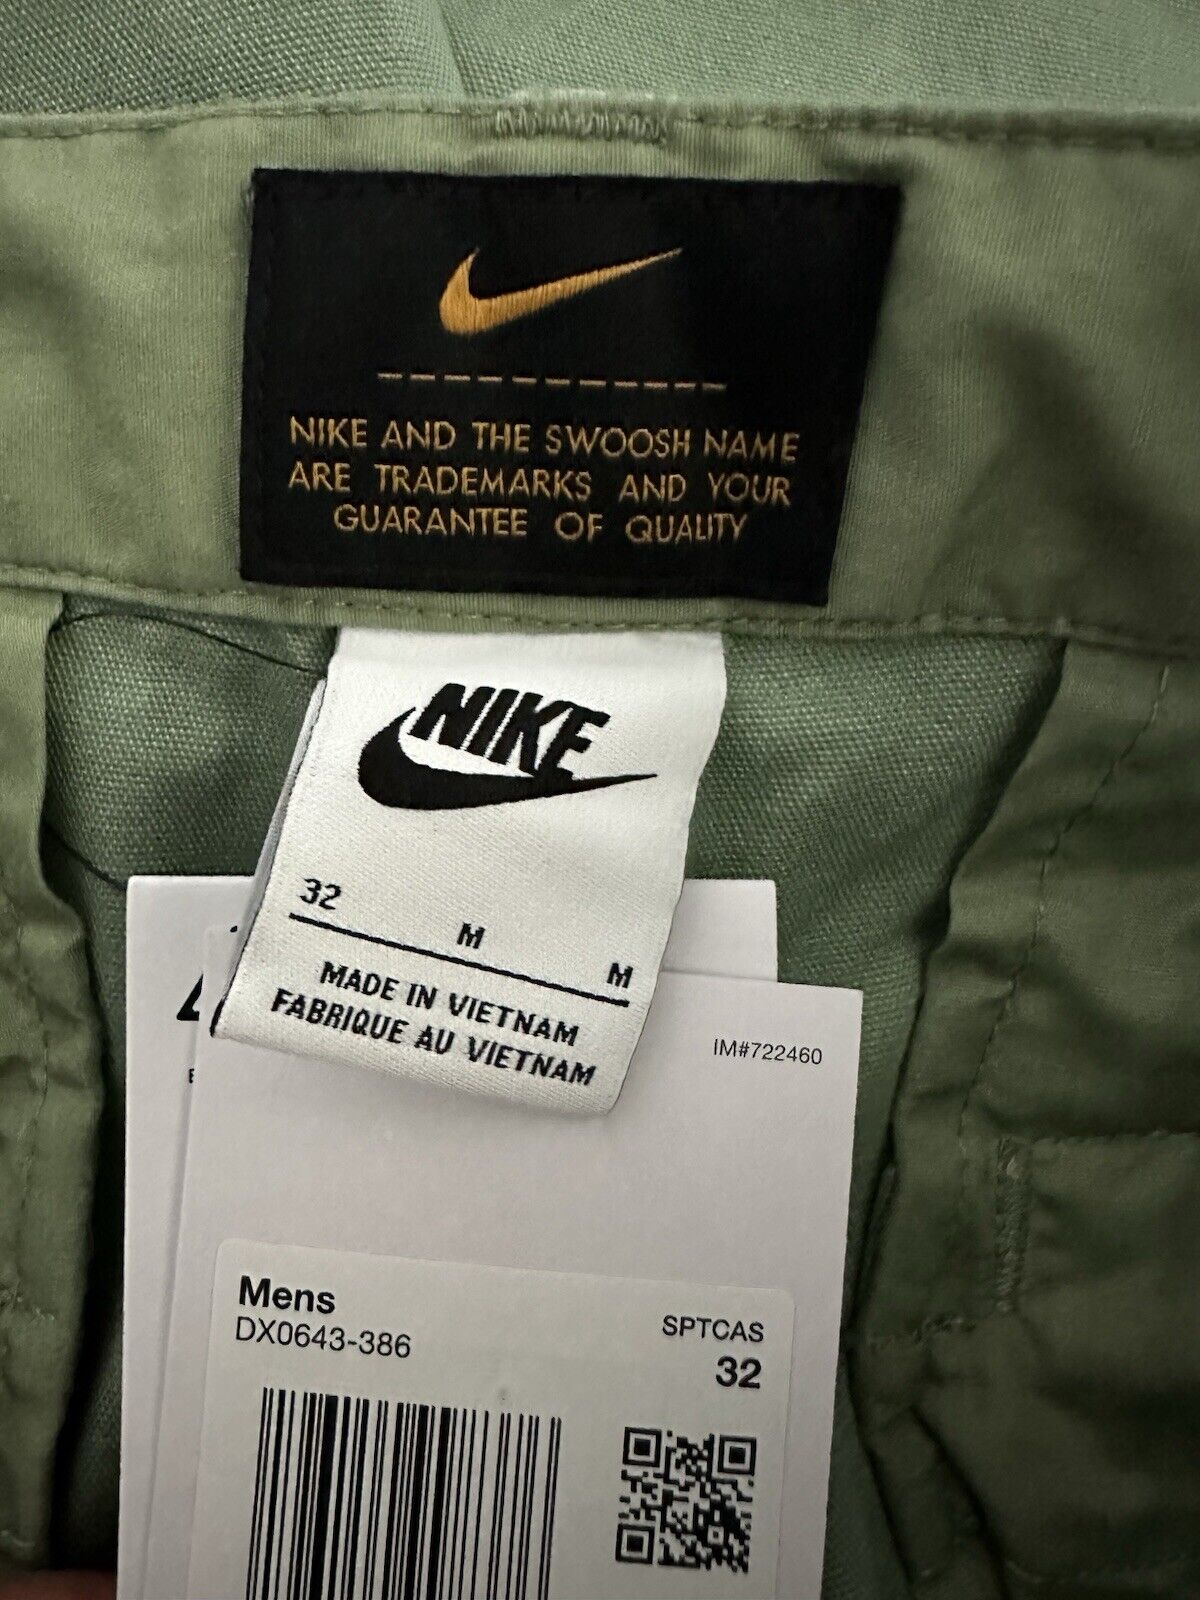 NIKE AND THE SWOOSH NAME
ARE TRADEMARKS AND YOUR
GUARANTEE OF QUALITY
NIKE
32 M M
MADE IN VIETNAM
FABRIQUE AU VIETNAM
IM#722460
Mens
DX0643-386
SPTCAS
32